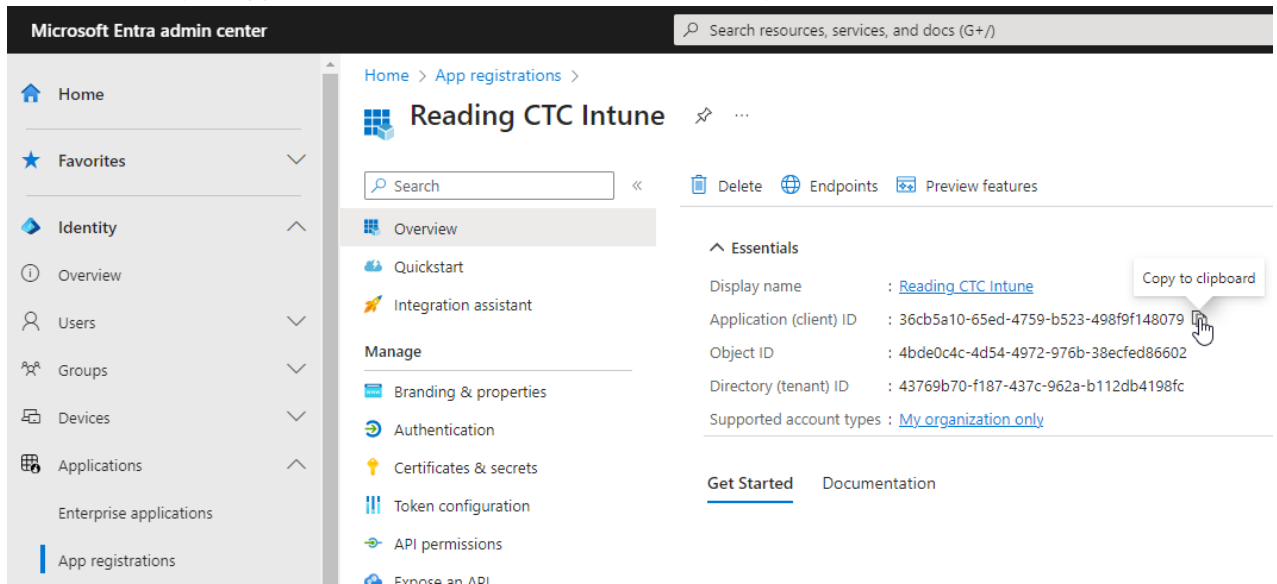 Microsoft Entra admin center
Search resources, services, and docs (G+/)
Home
Favorites
Identity
Overview
Users
Groups
Devices
Applications
Enterprise applications
App registrations
Home > App registrations >
Reading CTC Intune
Search
Overview
Quickstart
Integration assistant
Manage
Branding & properties
Authentication
Certificates & secrets
Token configuration
API permissions
Expose an API
Delete Endpoints Preview features
Essentials
Copy to clipboard
Display name : Reading CTC Intune
Application (client) ID : 36cb5a10-65ed-4759-b523-498f9f148079
Object ID : 4bde0c4c-4d54-4972-976b-38ecfed86602
Directory (tenant) ID : 43769b70-f187-437c-962a-b112db4198fc
Supported account types : My organization only
Get Started Documentation